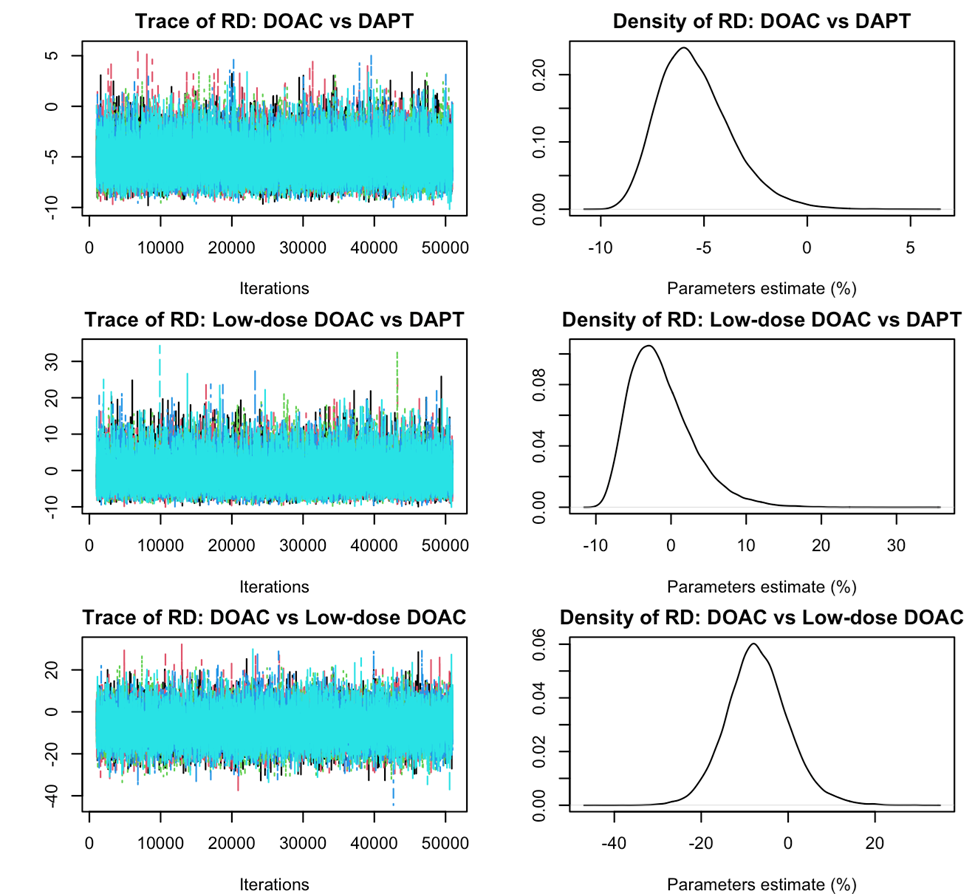 Trace of RD: DOAC vs DAPT
5
0
-5
-10
0 10000 20000 30000 40000 50000
Iterations
Density of RD: DOAC vs DAPT
0.20
0.10
0.00
-10 -5 0 5
Parameters estimate (%)
Trace of RD: Low-dose DOAC vs DAPT
30
20
10
0
-10
0 10000 20000 30000 40000 50000
Iterations
Density of RD: Low-dose DOAC vs DAPT
0.08
0.04
0.00
-10 0 10 20 30
Parameters estimate (%)
Trace of RD: DOAC vs Low-dose DOAC
20
0
-20
-40
0 10000 20000 30000 40000 50000
Iterations
Density of RD: DOAC vs Low-dose DOAC
0.06
0.04
0.02
0.00
-40 -20 0 20
Parameters estimate (%)